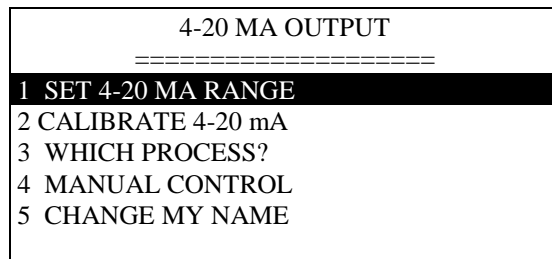 4-20 MA OUTPUT
====================
1 SET 4-20 MA RANGE
2 CALIBRATE 4-20 mA
3 WHICH PROCESS?
4 MANUAL CONTROL
5 CHANGE MY NAME